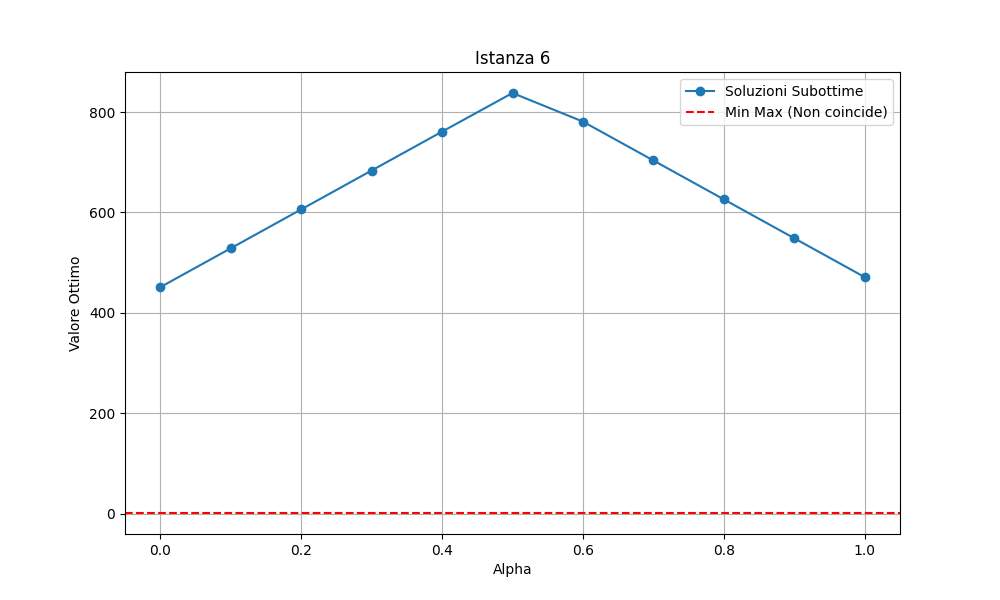 Istanza 6
Soluzioni Subottime
Min Max (Non coincide)
Valore Ottimo
800
600
400
200
0
0.0 0.2 0.4 0.6 0.8 1.0
Alpha